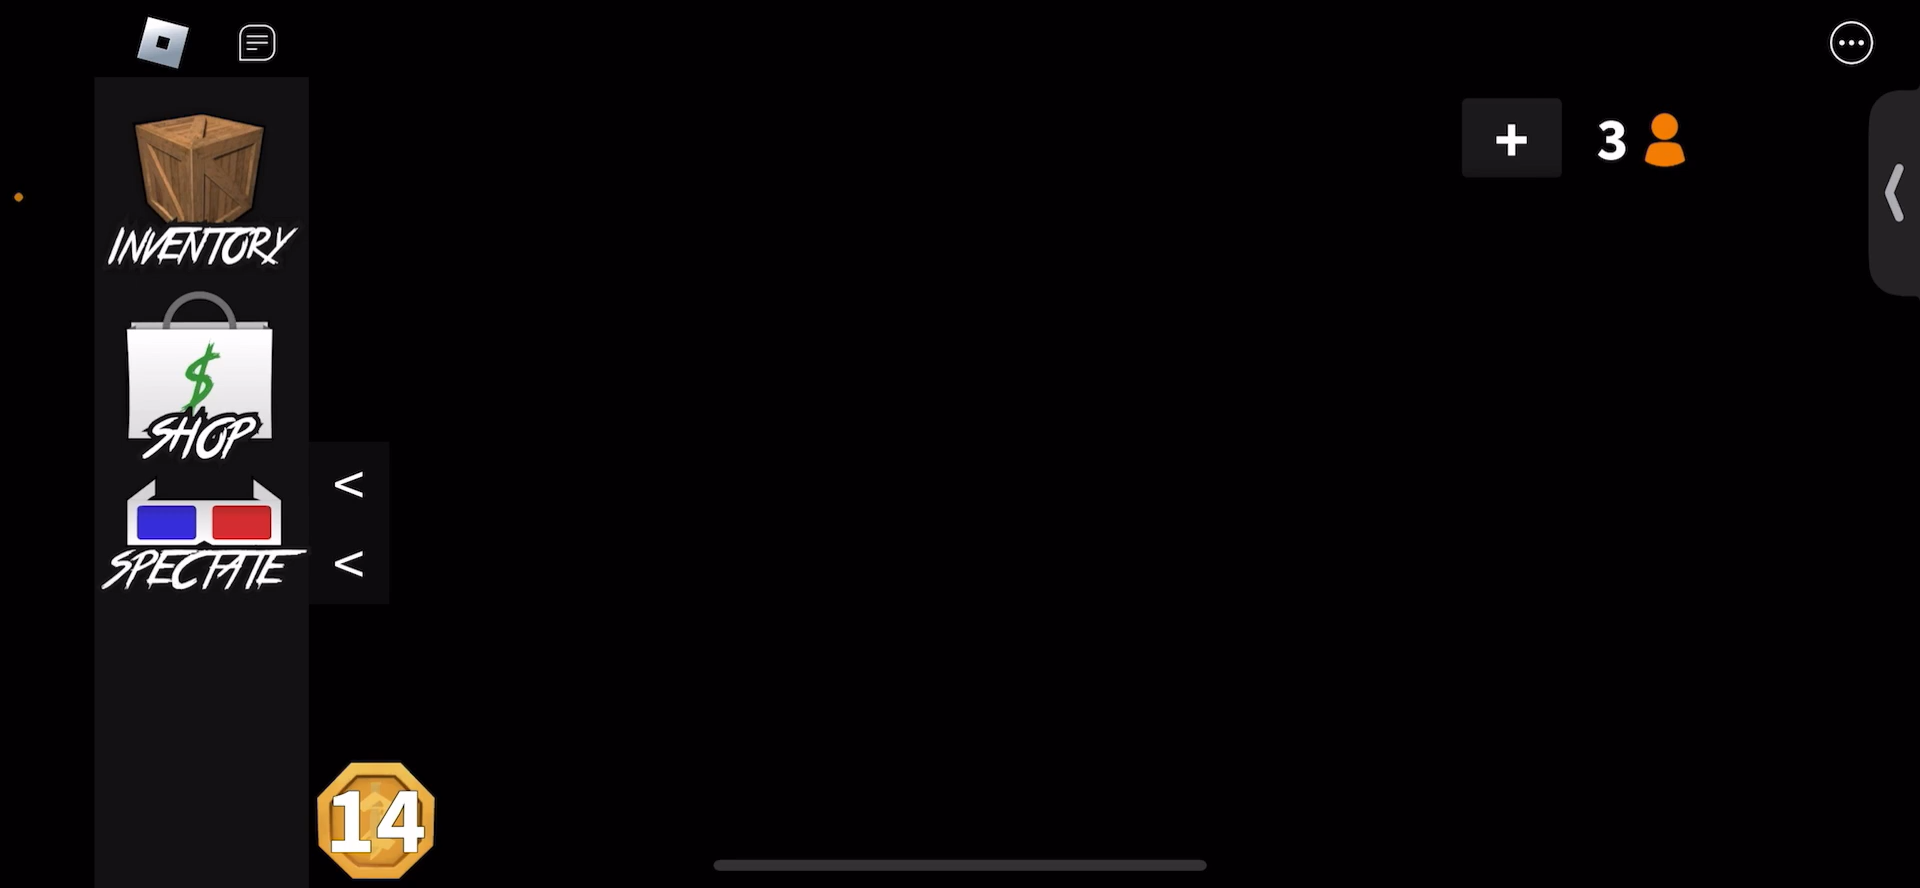 + 3
INVENTORY
$
SHOP
<
<
SPECTATE
14